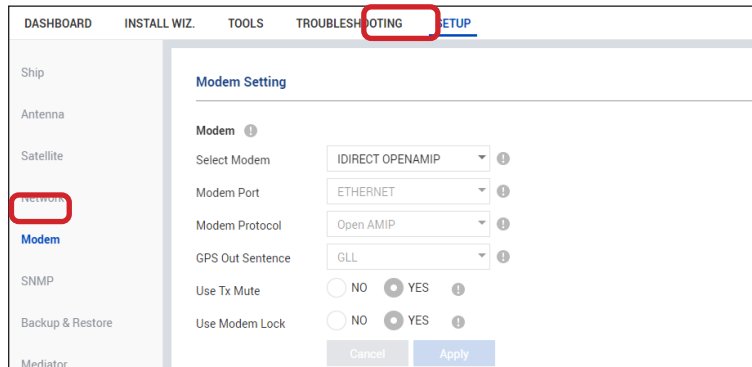 DASHBOARD INSTALL WIZ. TOOLS TROUBLESHOOTING SETUP
Ship
Antenna
Satellite
Network
Modem
SNMP
Backup & Restore
Mediator
Modem Setting
Modem
Select Modem IDIRECT OPENAMIP
Modem Port ETHERNET
Modem Protocol Open AMIP
GPS Out Sentence GLL
Use Tx Mute NO YES
Use Modem Lock NO YES
Cancel Apply